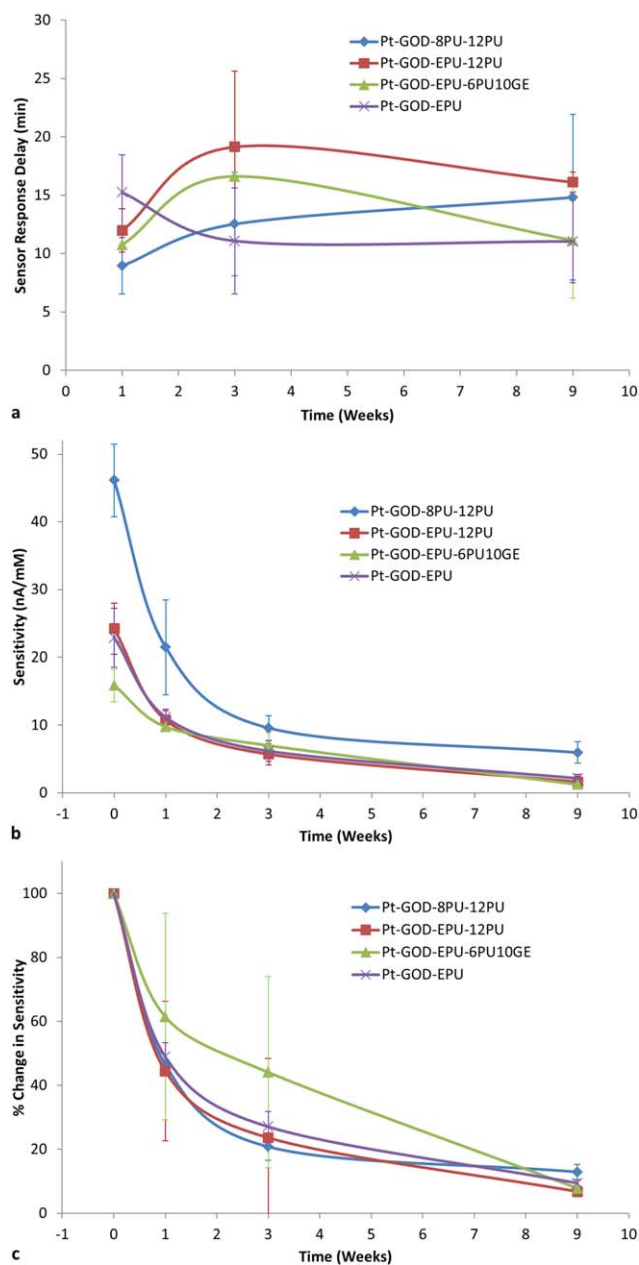 30
25
20
15
10
5
0
Sensor Response Delay (min)
Pt-GOD-8PU-12PU
Pt-GOD-EPU-12PU
Pt-GOD-EPU-6PU10GE
Pt-GOD-EPU
0 1 2 3 4 5 6 7 8 9 10
Time (Weeks)
a
50
40
30
20
10
0
Sensitivity (nA/mM)
Pt-GOD-8PU-12PU
Pt-GOD-EPU-12PU
Pt-GOD-EPU-6PU10GE
Pt-GOD-EPU
-1 0 1 2 3 4 5 6 7 8 9 10
Time (Weeks)
b
100
80
60
40
20
0
% Change in Sensitivity
Pt-GOD-8PU-12PU
Pt-GOD-EPU-12PU
Pt-GOD-EPU-6PU10GE
Pt-GOD-EPU
-1 0 1 2 3 4 5 6 7 8 9 10
Time (Weeks)
c